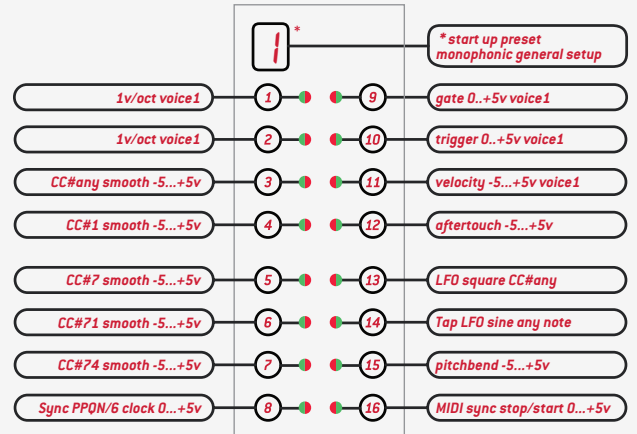 1 *
* start up preset
monophonic general setup
1v/oct voice1 1 9 gate 0..+5v voice1
1v/oct voice1 2 10 trigger 0..+5v voice1
CC#any smooth -5...+5v 3 11 velocity -5...+5v voice1
CC#1 smooth -5...+5v 4 12 aftertouch -5...+5v
CC#7 smooth -5...+5v 5 13 LFO square CC#any
CC#71 smooth -5...+5v 6 14 Tap LFO sine any note
CC#74 smooth -5...+5v 7 15 pitchbend -5...+5v
Sync PPQN/6 clock 0...+5v 8 16 MIDI sync stop/start 0...+5v